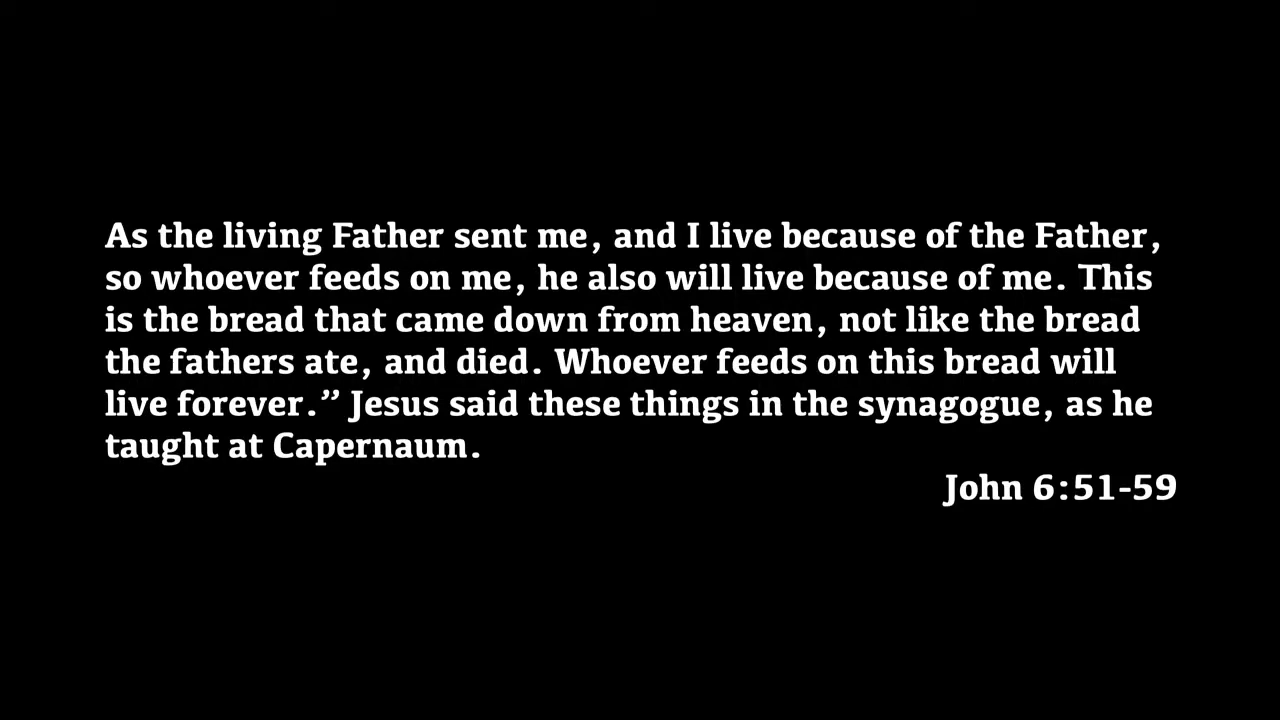 As the living Father sent me, and I live because of the Father,
so whoever feeds on me, he also will live because of me. This
is the bread that came down from heaven, not like the bread
the fathers ate, and died. Whoever feeds on this bread will
live forever.” Jesus said these things in the synagogue, as he
taught at Capernaum.
John 6:51-59